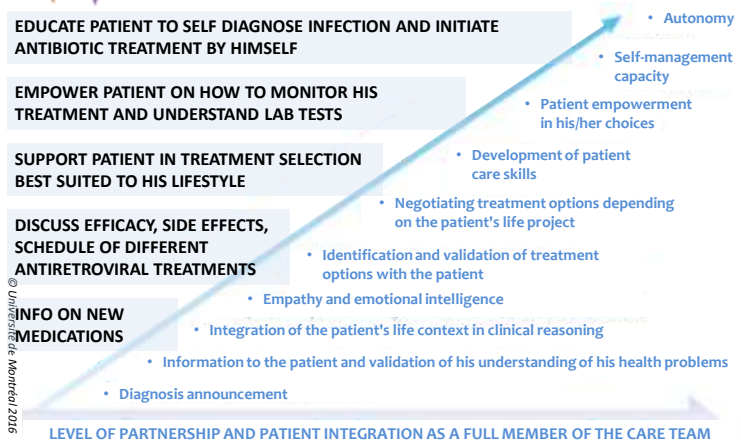 EDUCATE PATIENT TO SELF DIAGNOSE INFECTION AND INITIATE
ANTIBIOTIC TREATMENT BY HIMSELF
EMPOWER PATIENT ON HOW TO MONITOR HIS
TREATMENT AND UNDERSTAND LAB TESTS
SUPPORT PATIENT IN TREATMENT SELECTION
BEST SUITED TO HIS LIFESTYLE
DISCUSS EFFICACY, SIDE EFFECTS,
SCHEDULE OF DIFFERENT
ANTIRETROVIRAL TREATMENTS
INFO ON NEW
MEDICATIONS
• Autonomy
• Self-management
capacity
• Patient empowerment
in his/her choices
• Development of patient
care skills
• Negotiating treatment options depending
on the patient's life project
• Identification and validation of treatment
options with the patient
• Empathy and emotional intelligence
• Integration of the patient's life context in clinical reasoning
• Information to the patient and validation of his understanding of his health problems
• Diagnosis announcement
LEVEL OF PARTNERSHIP AND PATIENT INTEGRATION AS A FULL MEMBER OF THE CARE TEAM
© Université de Montréal 2016